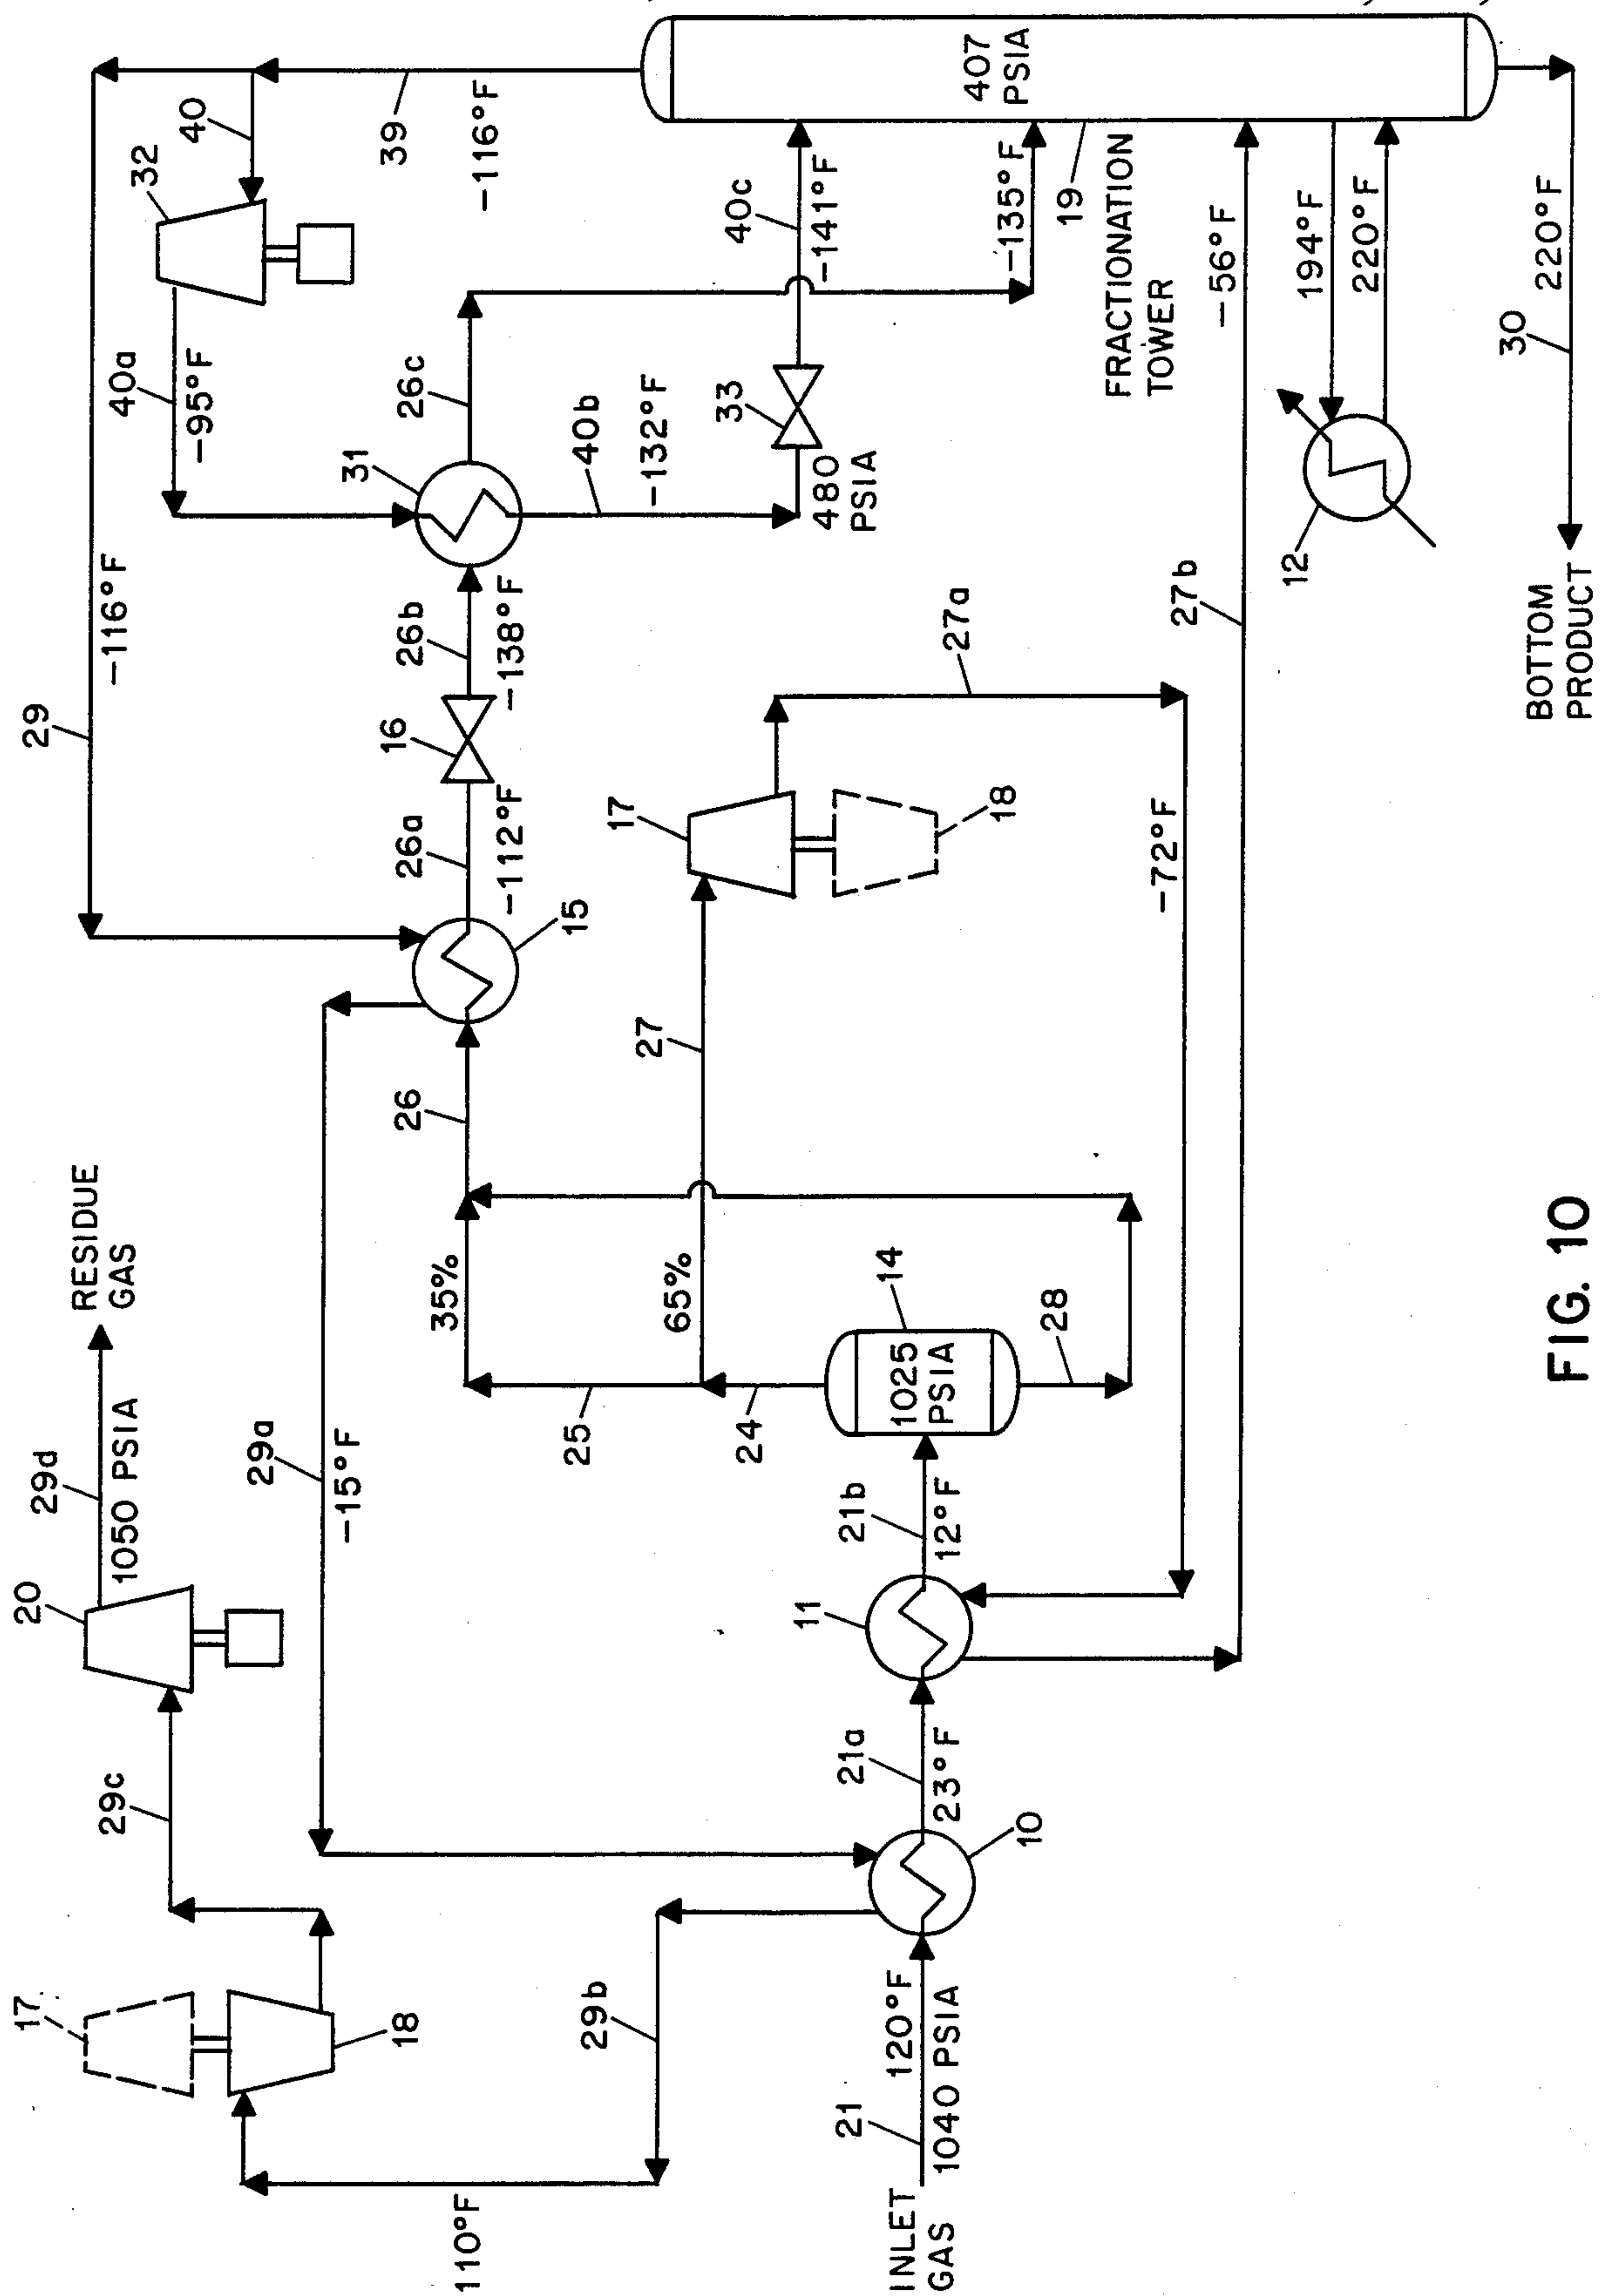 RESIDUE
GAS
29d
1050 PSIA
20
29c
17
18
110°F
29b
29a
-15°F
29
-116°F
40
32
40a
-95°F
39
-116°F
31
26c
40b
-132°F
33
480
PSIA
40c
-141°F
-135°F
407
PSIA
19
FRACTIONATION
TOWER
26
15
26a
-112°F
16
26b
-138°F
35%
25
65%
27
17
18
27a
-72°F
24
14
1025
PSIA
28
27b
-56°F
194°F
220°F
12
30
220°F
BOTTOM
PRODUCT
INLET
GAS
21
120°F
1040 PSIA
10
21a
23°F
11
21b
12°F
FIG. 10